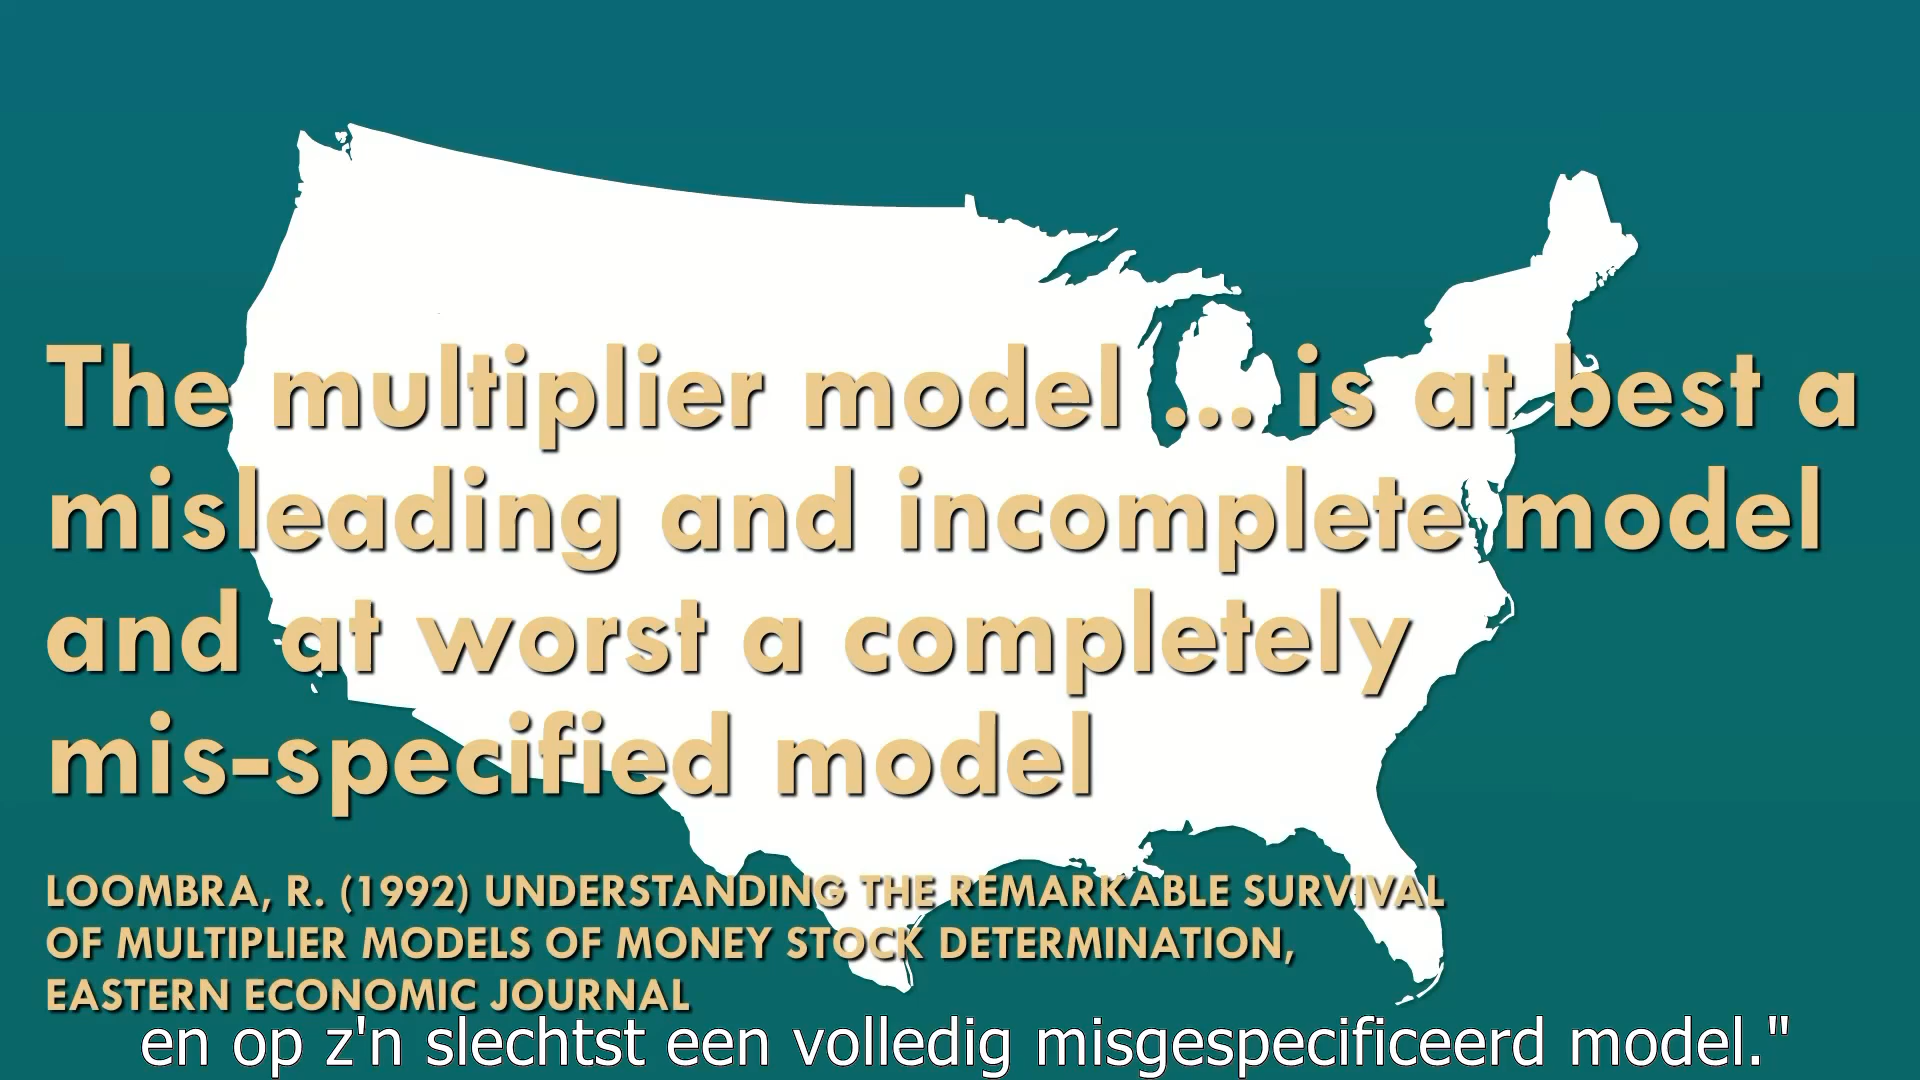 The multiplier model ... is at best a
misleading and incomplete model
and at worst a completely
mis-specified model
LOOMBRA, R. (1992) UNDERSTANDING THE REMARKABLE SURVIVAL
OF MULTIPLIER MODELS OF MONEY STOCK DETERMINATION,
EASTERN ECONOMIC JOURNAL
en op z'n slechtst een volledig misgespecificeerd model."